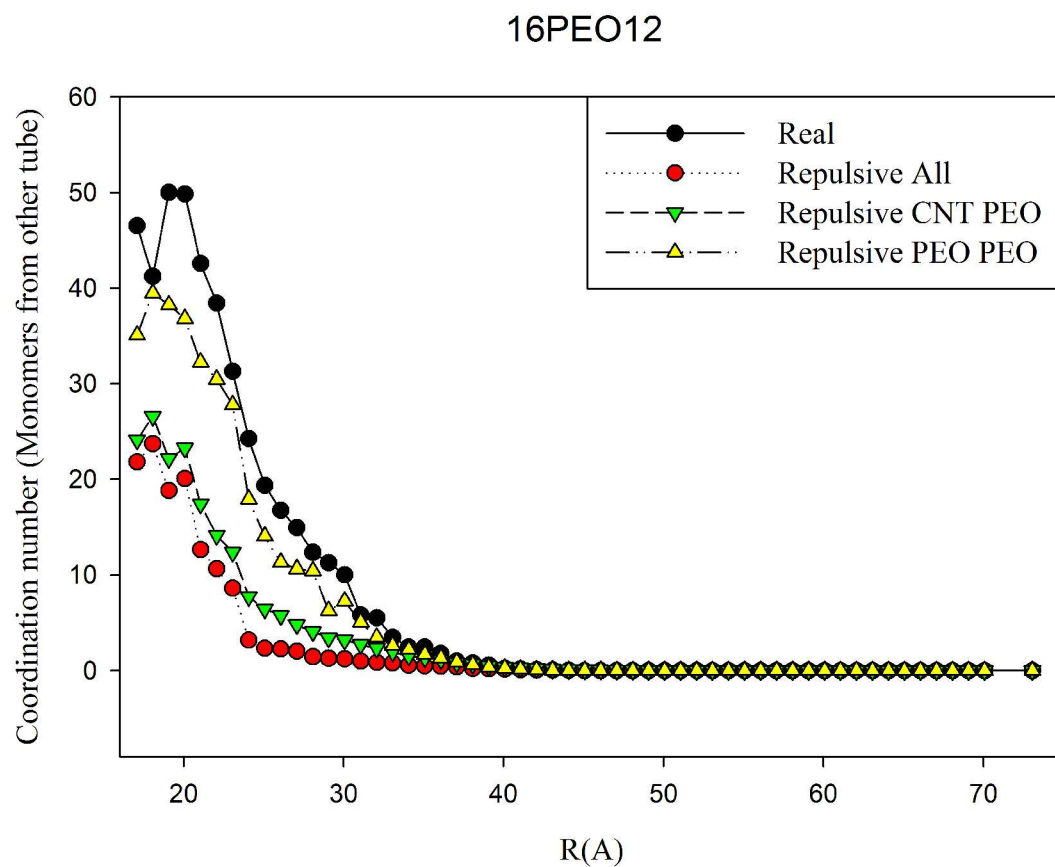 16PEO12
Coordination number (Monomers from other tube)
60
50
40
30
20
10
0
Real
Repulsive All
Repulsive CNT PEO
Repulsive PEO PEO
20
30
40
50
60
70
R(A)